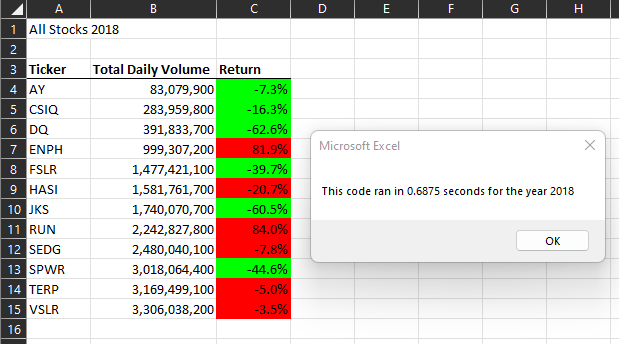 A B C D E F G H
1 All Stocks 2018
2
3 Ticker Total Daily Volume Return
4 AY 83,079,900 -7.3%
5 CSIQ 283,959,800 -16.3%
6 DQ 391,833,700 -62.6%
7 ENPH 999,307,200 81.9%
8 FSLR 1,477,421,100 -39.7%
9 HASI 1,581,761,700 -20.7%
10 JKS 1,740,070,700 -60.5%
11 RUN 2,242,827,800 84.0%
12 SEDG 2,480,040,100 -7.8%
13 SPWR 3,018,064,400 -44.6%
14 TERP 3,169,499,100 -5.0%
15 VSLR 3,306,038,200 -3.5%
16
Microsoft Excel
This code ran in 0.6875 seconds for the year 2018
OK